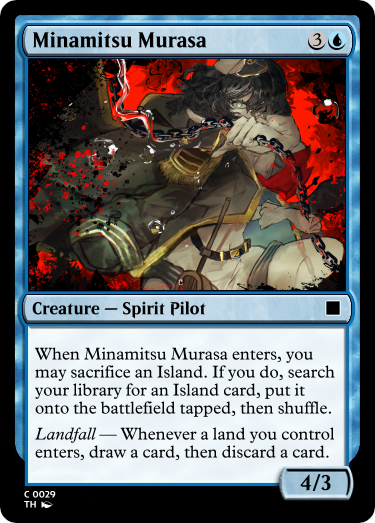 Minamitsu Murasa 3
Creature — Spirit Pilot
When Minamitsu Murasa enters, you
may sacrifice an Island. If you do, search
your library for an Island card, put it
onto the battlefield tapped, then shuffle.
Landfall — Whenever a land you control
enters, draw a card, then discard a card.
4/3
C 0029
TH